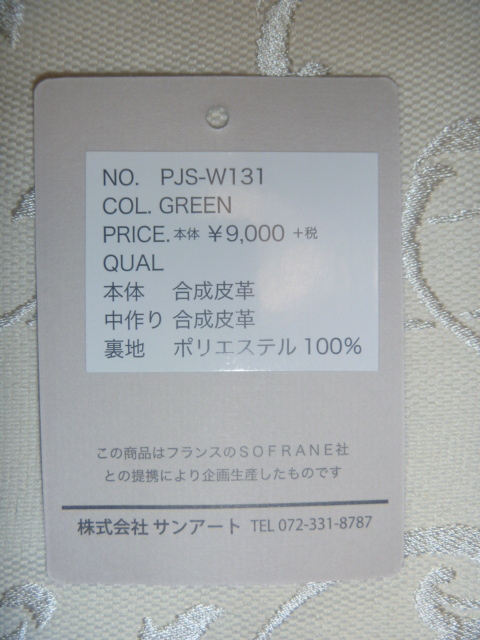 NO. PJS-W131
COL. GREEN
PRICE. 本体 ￥9,000 +税
QUAL
本体 合成皮革
中作り 合成皮革
裏地 ポリエステル 100%
この商品はフランスのSOFRANE社
との提携により企画生産したものです
株式会社 サンアート TEL 072-331-8787